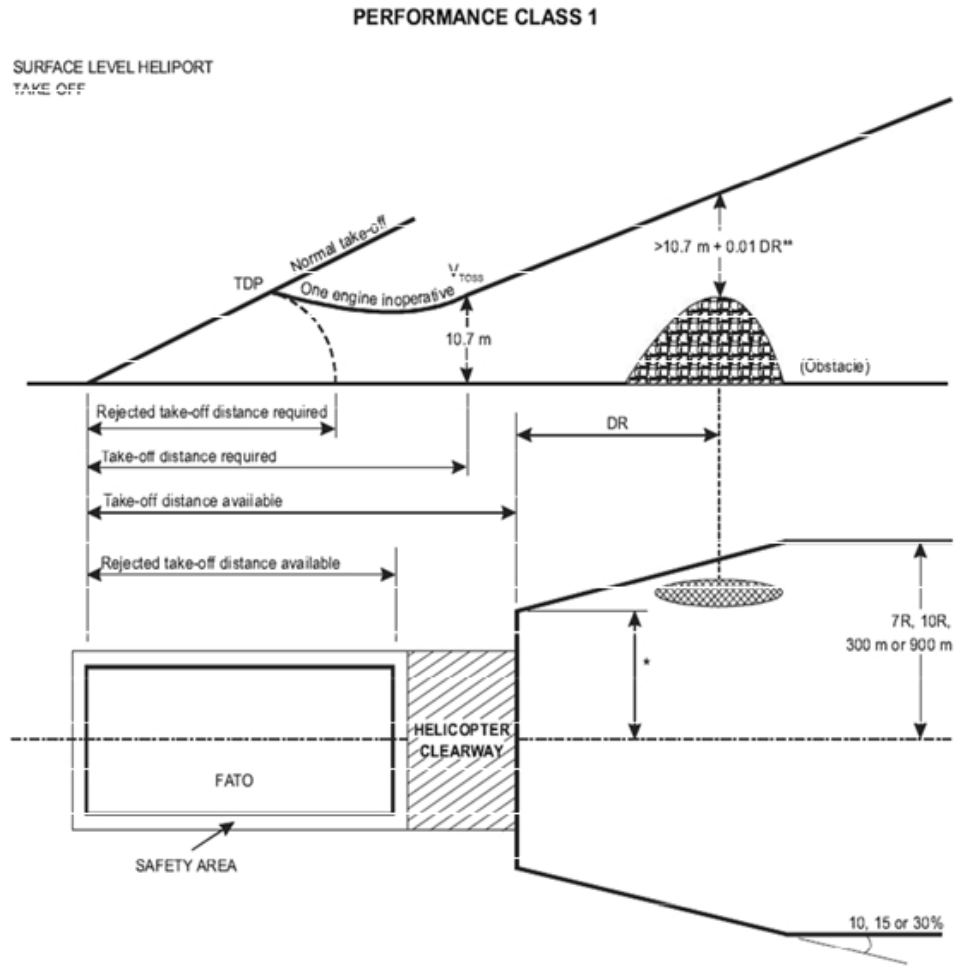 PERFORMANCE CLASS 1
SURFACE LEVEL HELIPORT
TAKE OFF
Normal take-off
TDP
VTOSS
One engine inoperative
>10.7 m + 0.01 DR**
10.7 m
(Obstacle)
Rejected take-off distance required
DR
Take-off distance required
Take-off distance available
Rejected take-off distance available
7R, 10R,
300 m or 900 m
*
HELICOPTER
CLEARWAY
FATO
SAFETY AREA
10, 15 or 30%